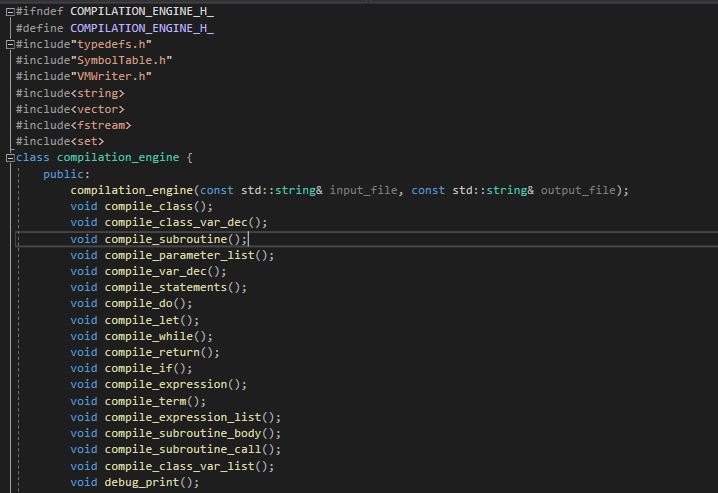 #ifndef COMPILATION_ENGINE_H_
#define COMPILATION_ENGINE_H_
#include"typedefs.h"
#include"SymbolTable.h"
#include"VMWriter.h"
#include<string>
#include<vector>
#include<fstream>
#include<set>
class compilation_engine {
    public:
        compilation_engine(const std::string& input_file, const std::string& output_file);
        void compile_class();
        void compile_class_var_dec();
        void compile_subroutine();
        void compile_parameter_list();
        void compile_var_dec();
        void compile_statements();
        void compile_do();
        void compile_let();
        void compile_while();
        void compile_return();
        void compile_if();
        void compile_expression();
        void compile_term();
        void compile_expression_list();
        void compile_subroutine_body();
        void compile_subroutine_call();
        void compile_class_var_list();
        void debug_print();